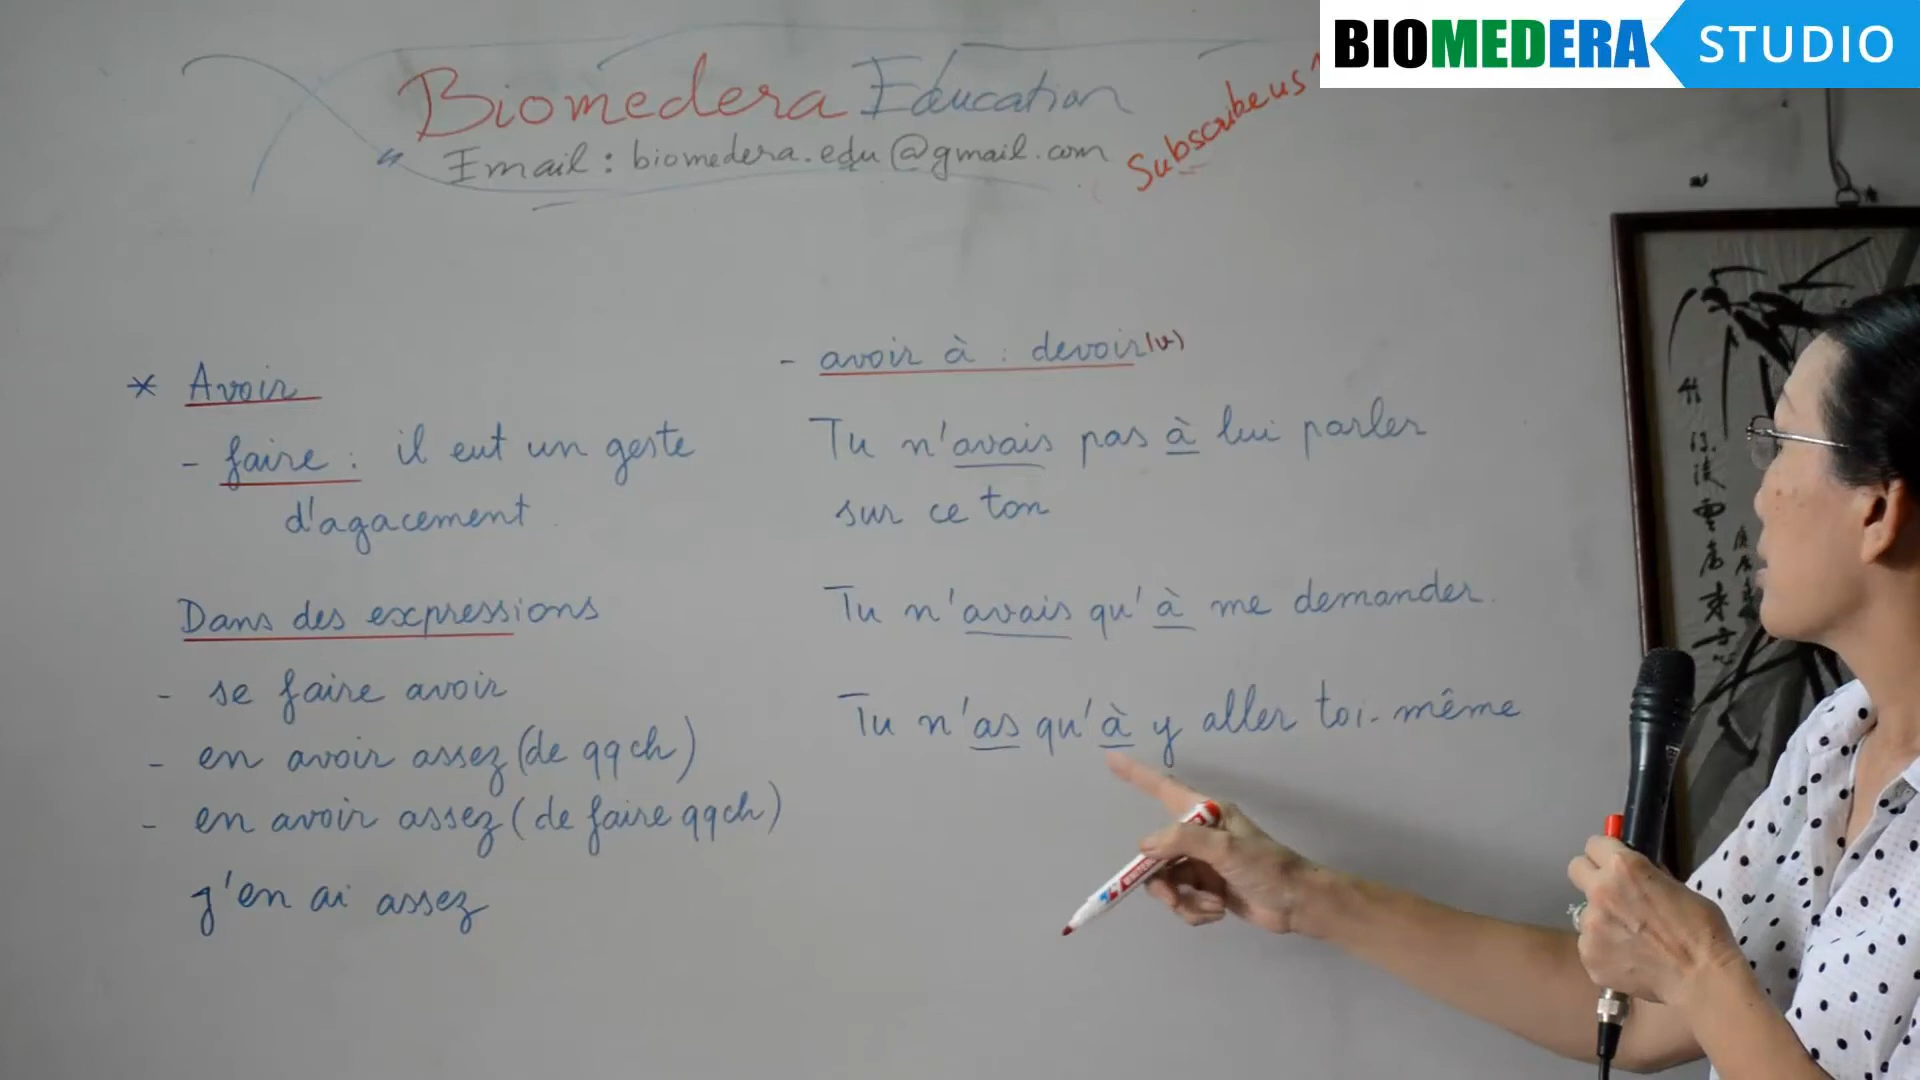 BIOMEDERA STUDIO
Biomedera Education
Email: biomedera.edu@gmail.com
Subscribe us
* Avoir
- faire : il eut un geste
d'agacement
Dans des expressions
- se faire avoir
- en avoir assez (de qqch)
- en avoir assez (de faire qqch)
j'en ai assez
- avoir à : devoir (v)
Tu n'avais pas à lui parler
sur ce ton
Tu n'avais qu'à me demander.
Tu n'as qu'à y aller toi-même